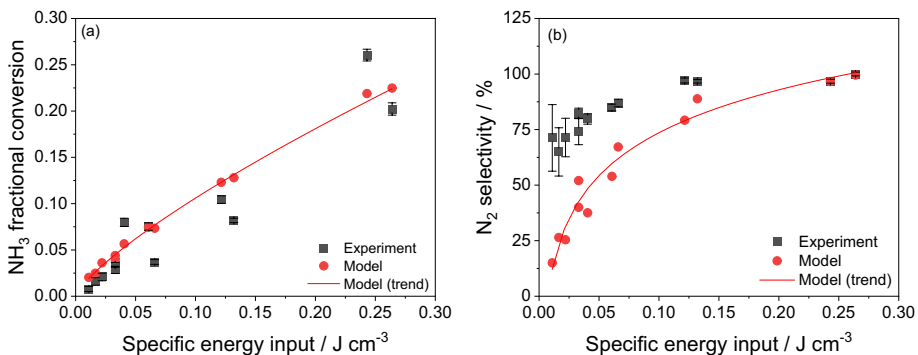 (a)
NH₃ fractional conversion
0.30
0.25
0.20
0.15
0.10
0.05
0.00
Experiment
Model
Model (trend)
0.00 0.05 0.10 0.15 0.20 0.25 0.30
Specific energy input / J cm⁻³
(b)
N₂ selectivity / %
125
100
75
50
25
0
Experiment
Model
Model (trend)
0.00 0.05 0.10 0.15 0.20 0.25 0.30
Specific energy input / J cm⁻³